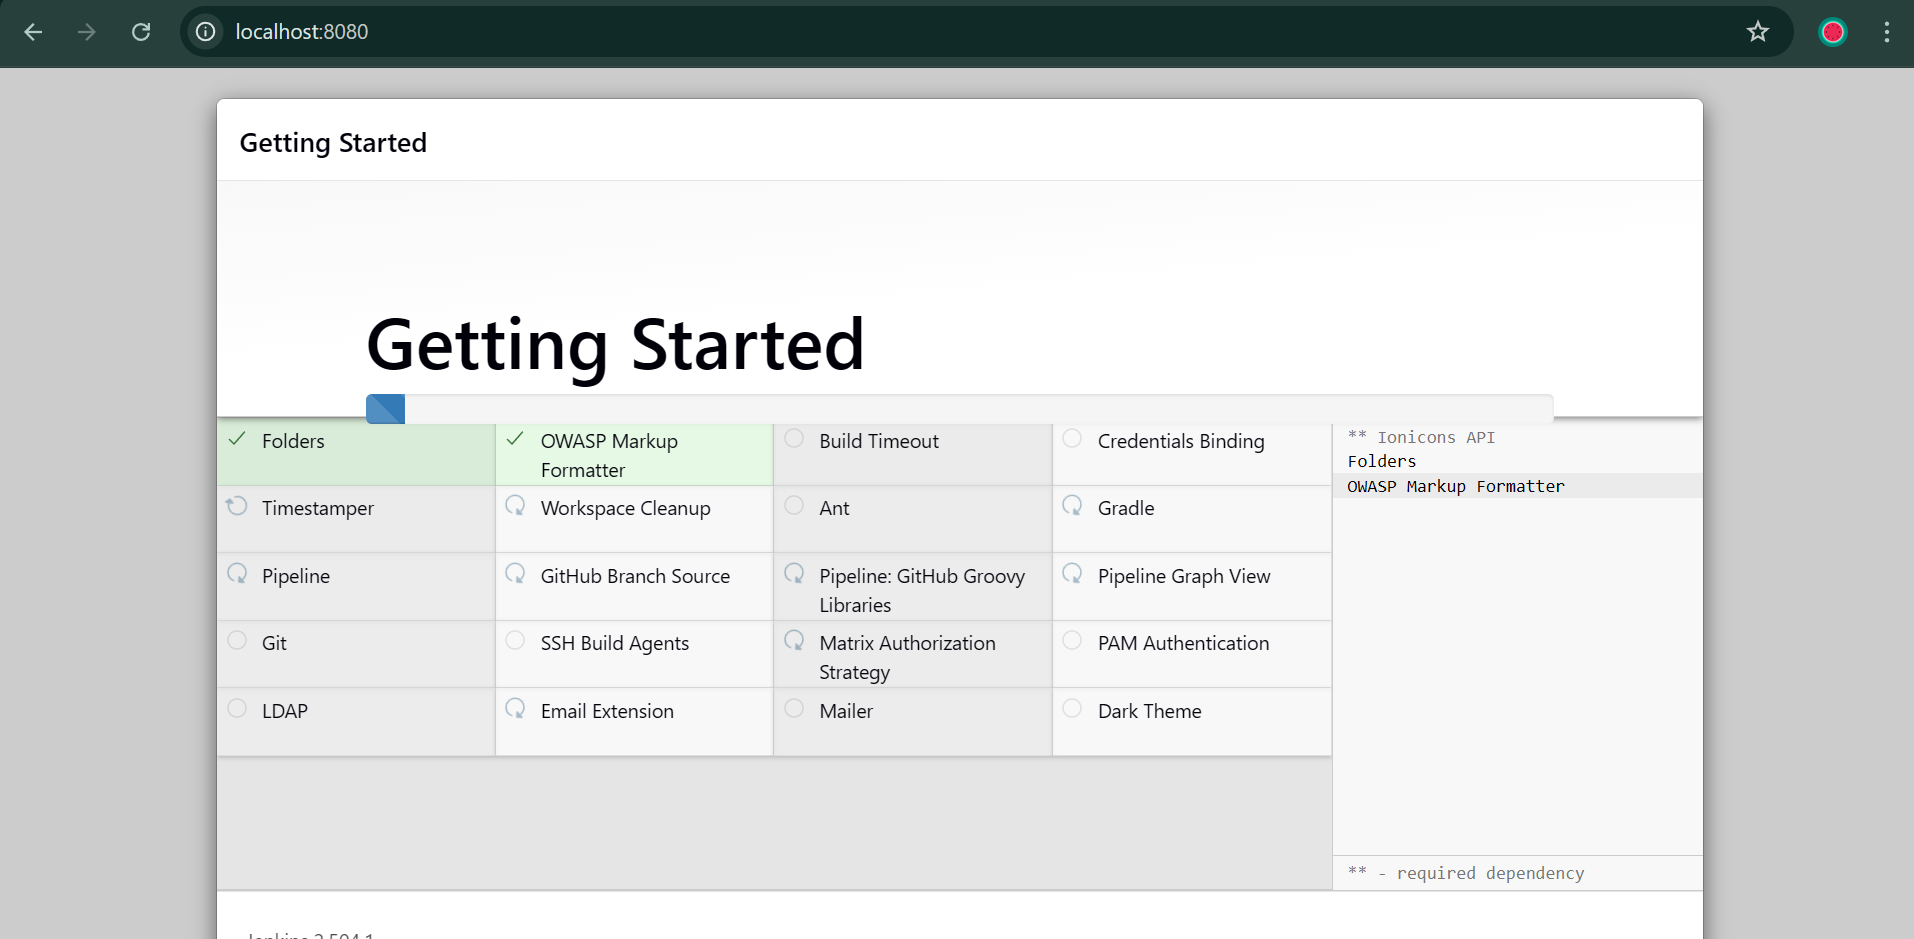 localhost:8080
Getting Started
Getting Started
Folders
OWASP Markup
Formatter
Build Timeout
Credentials Binding
Timestamper
Workspace Cleanup
Ant
Gradle
Pipeline
GitHub Branch Source
Pipeline: GitHub Groovy
Libraries
Pipeline Graph View
Git
SSH Build Agents
Matrix Authorization
Strategy
PAM Authentication
LDAP
Email Extension
Mailer
Dark Theme
** Ionicons API
Folders
OWASP Markup Formatter
** - required dependency